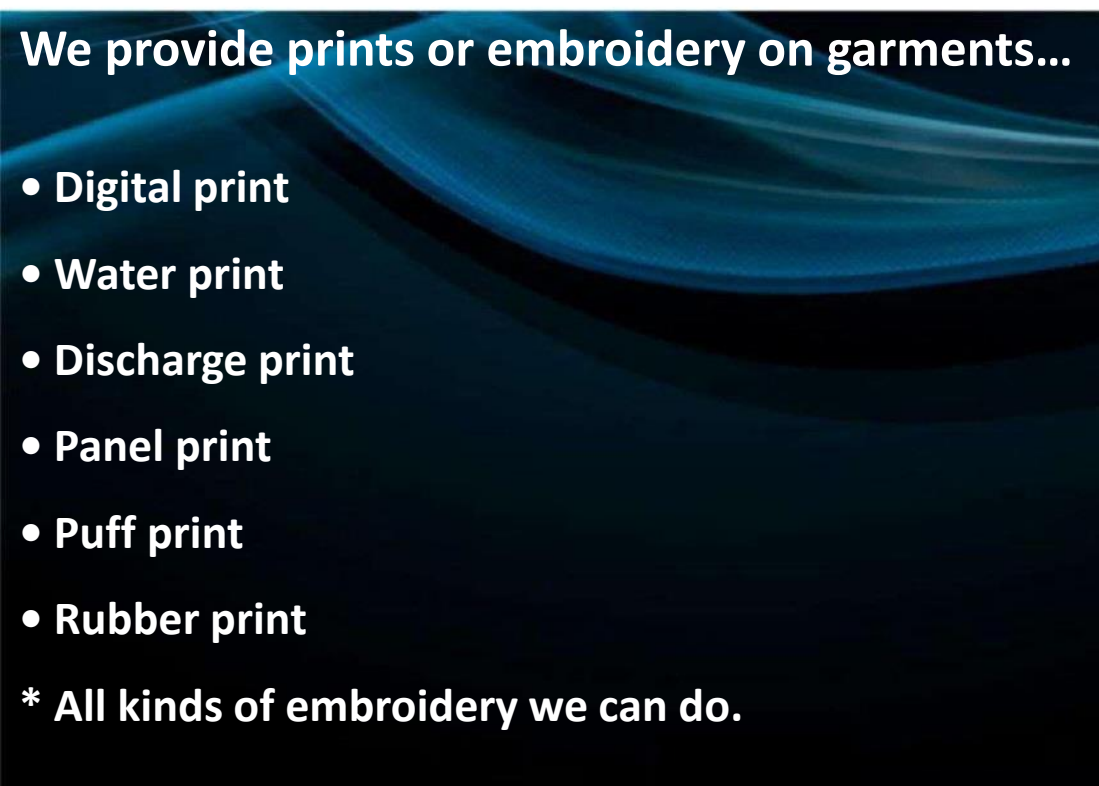 We provide prints or embroidery on garments…
• Digital print
• Water print
• Discharge print
• Panel print
• Puff print
• Rubber print
* All kinds of embroidery we can do.